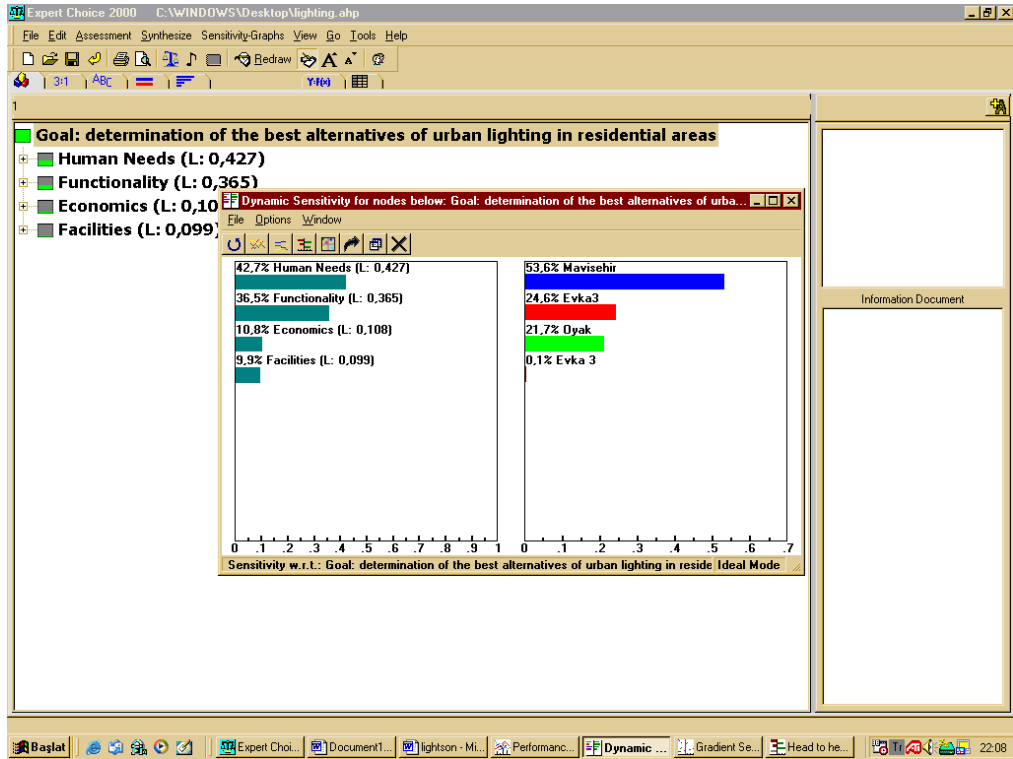 Expert Choice 2000 C:\WINDOWS\Desktop\lighting.ahp
File Edit Assessment Synthesize Sensitivity-Graphs View Go Tools Help
Redraw A A
3:1 ABC Y=F(x)
1
Goal: determination of the best alternatives of urban lighting in residential areas
Human Needs (L: 0,427)
Functionality (L: 0,365)
Economics (L: 0,10
Facilities (L: 0,099)
Dynamic Sensitivity for nodes below: Goal: determination of the best alternatives of urba...
File Options Window
42,7% Human Needs (L: 0,427)
36,5% Functionality (L: 0,365)
10,8% Economics (L: 0,108)
9,9% Facilities (L: 0,099)
0 .1 .2 .3 .4 .5 .6 .7 .8 .9 1
53,6% Mavisehir
24,6% Evka3
21,7% Oyak
0,1% Evka 3
0 .1 .2 .3 .4 .5 .6 .7
Sensitivity w.r.t.: Goal: determination of the best alternatives of urban lighting in reside Ideal Mode
Information Document
Başlat Expert Choi... Document1... lightson - Mi... Performanc... Dynamic ... Gradient Se... Head to he... Tr 22:08